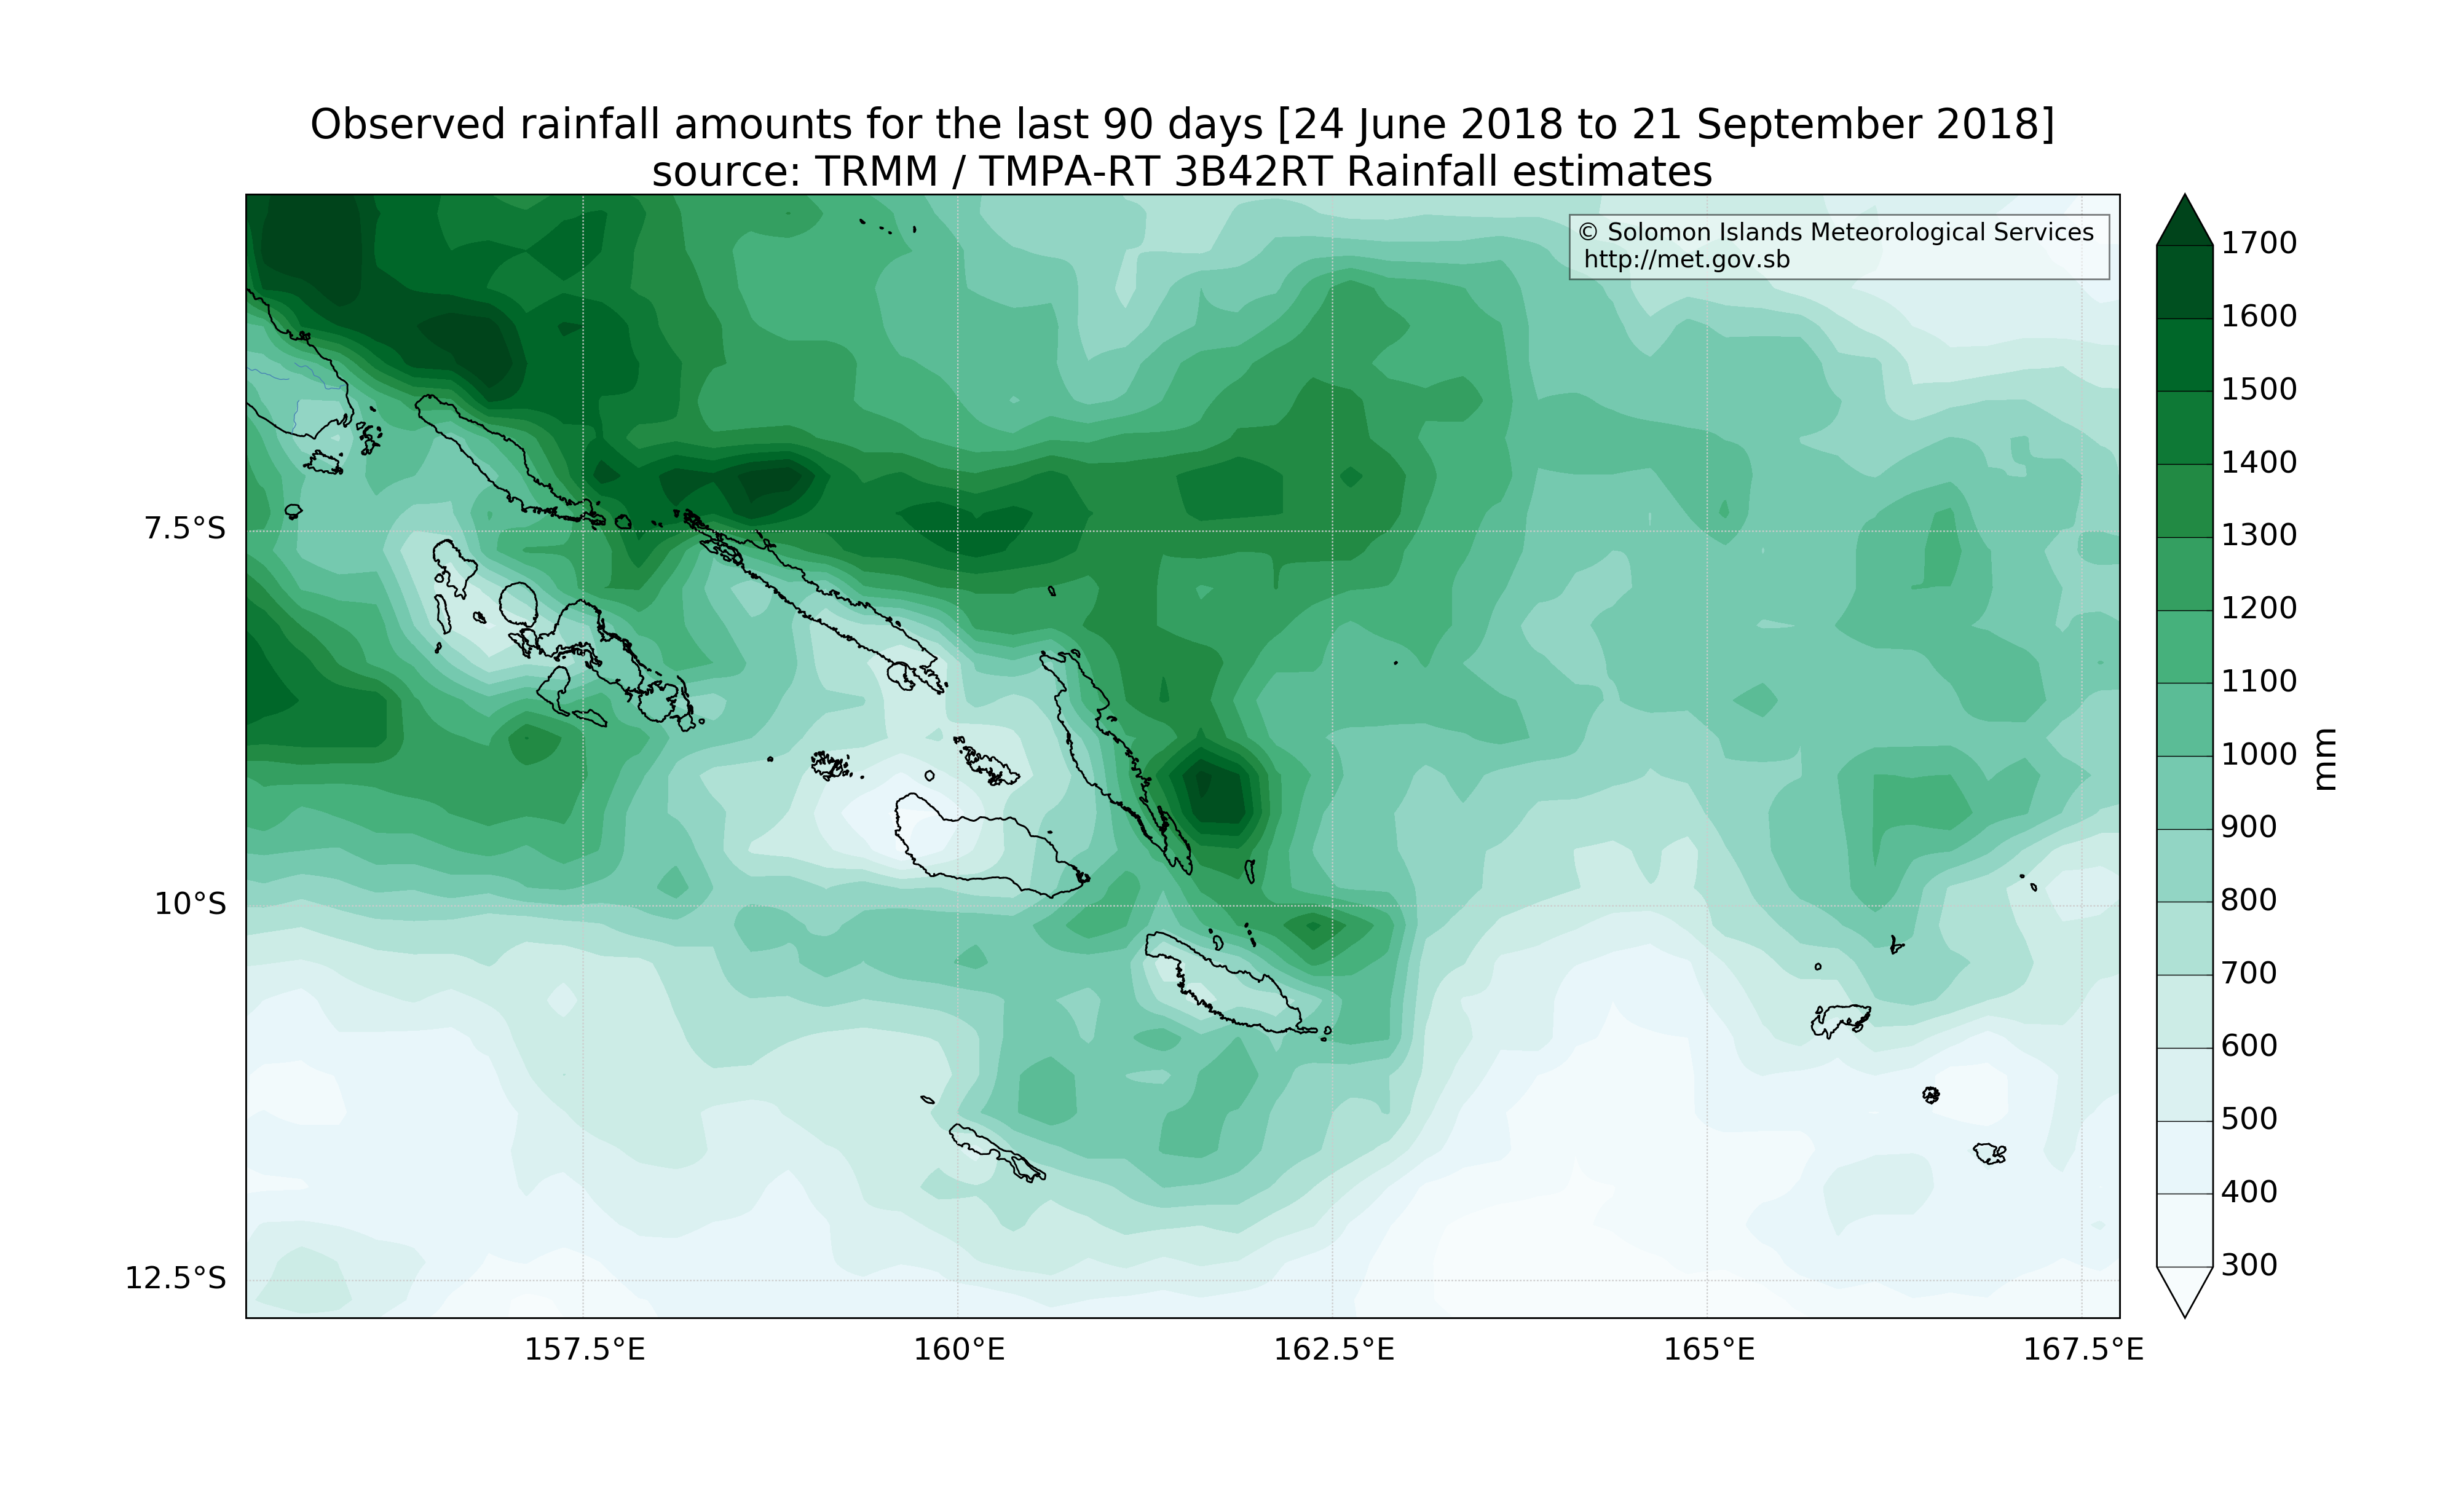 Observed rainfall amounts for the last 90 days [24 June 2018 to 21 September 2018]
source: TRMM / TMPA-RT 3B42RT Rainfall estimates
© Solomon Islands Meteorological Services
http://met.gov.sb
7.5°S
10°S
12.5°S
157.5°E
160°E
162.5°E
165°E
167.5°E
1700
1600
1500
1400
1300
1200
1100
1000
900
800
700
600
500
400
300
mm